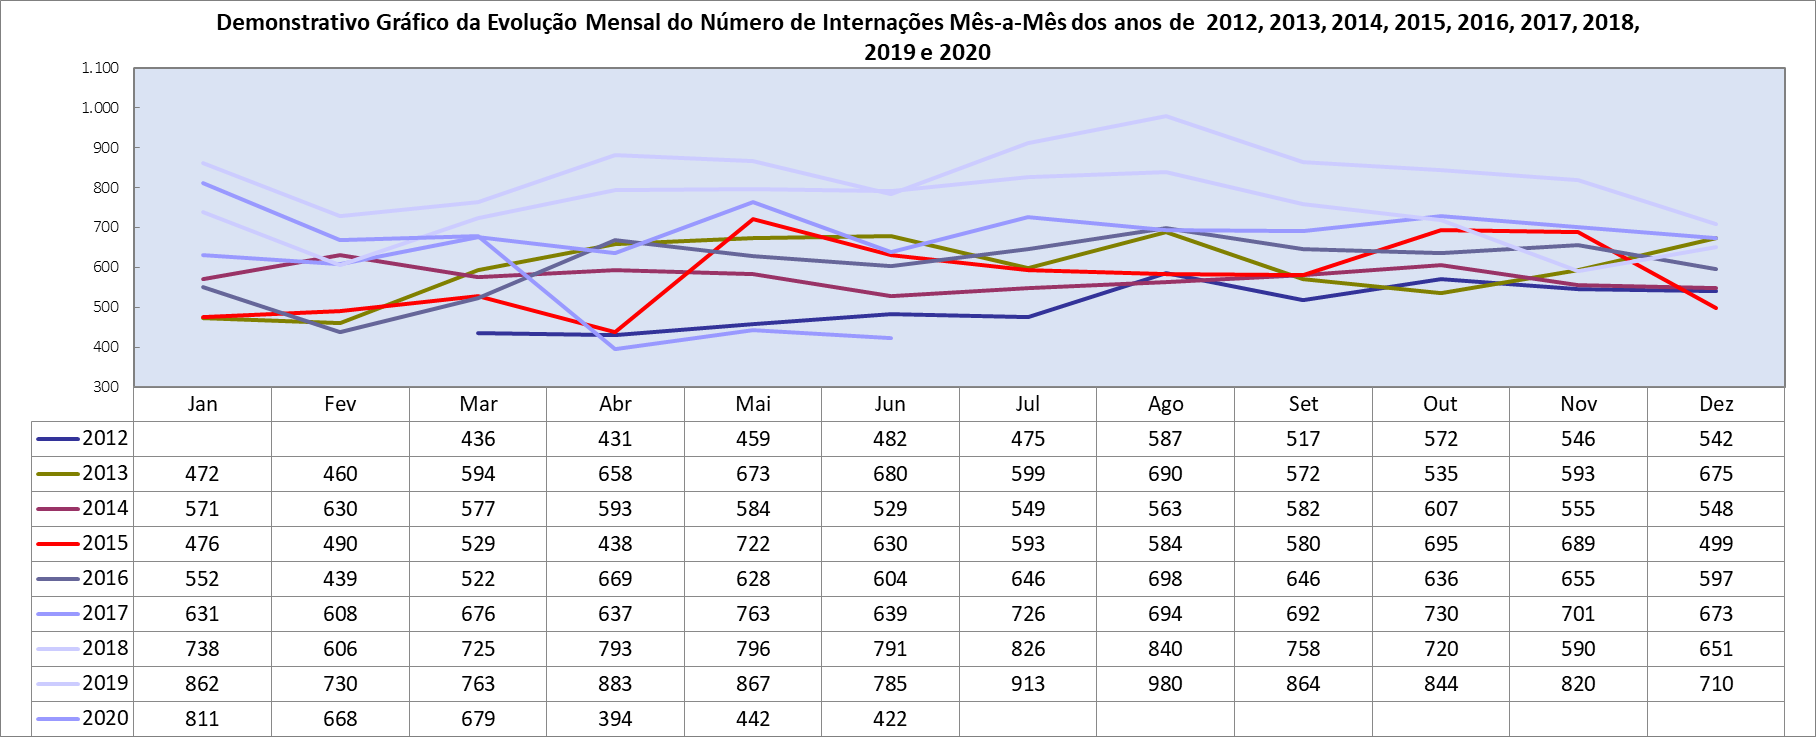 Demonstrativo Gráfico da Evolução Mensal do Número de Internações Mês-a-Mês dos anos de 2012, 2013, 2014, 2015, 2016, 2017, 2018,
2019 e 2020
1.100
1.000
900
800
700
600
500
400
300
Jan Fev Mar Abr Mai Jun Jul Ago Set Out Nov Dez
2012 436 431 459 482 475 587 517 572 546 542
2013 472 460 594 658 673 680 599 690 572 535 593 675
2014 571 630 577 593 584 529 549 563 582 607 555 548
2015 476 490 529 438 722 630 593 584 580 695 689 499
2016 552 439 522 669 628 604 646 698 646 636 655 597
2017 631 608 676 637 763 639 726 694 692 730 701 673
2018 738 606 725 793 796 791 826 840 758 720 590 651
2019 862 730 763 883 867 785 913 980 864 844 820 710
2020 811 668 679 394 442 422